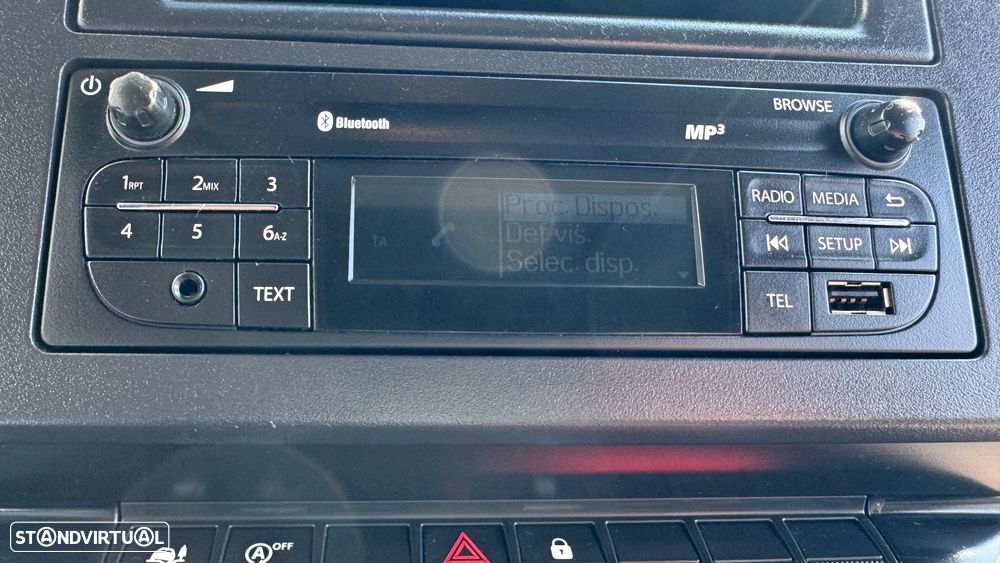 BROWSE
Bluetooth
MP3
1RPT 2MIX 3
4 5 6A-Z
TEXT
TA
Proc. Dispos.
Def vis.
Selec. disp.
RADIO MEDIA
SETUP
TEL
A OFF
STANDVIRTUAL